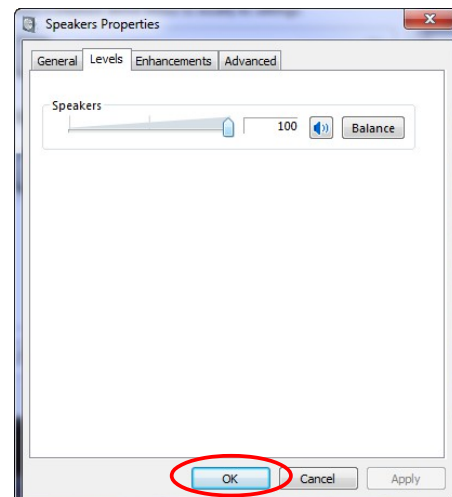 Speakers Properties
General Levels Enhancements Advanced
Speakers
100 Balance
OK Cancel Apply